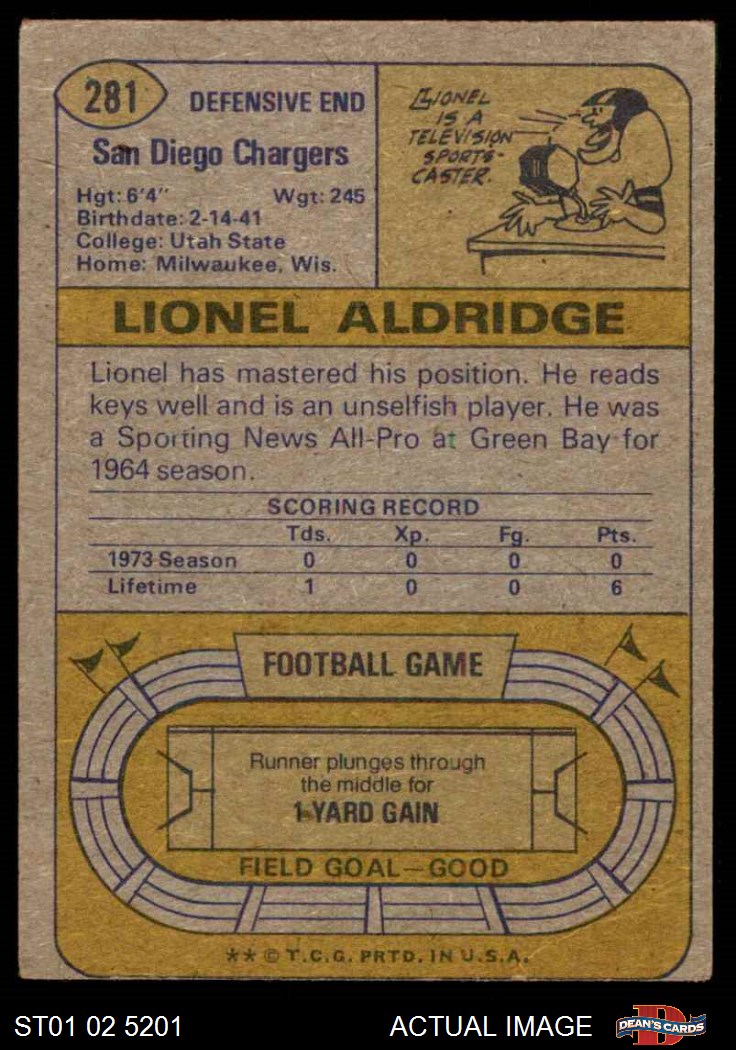 281
DEFENSIVE END
San Diego Chargers
Hgt: 6'4" Wgt: 245
Birthdate: 2-14-41
College: Utah State
Home: Milwaukee, Wis.
LIONEL
IS A
TELEVISION
SPORTS-
CASTER.
LIONEL ALDRIDGE
Lionel has mastered his position. He reads
keys well and is an unselfish player. He was
a Sporting News All-Pro at Green Bay for
1964 season.
SCORING RECORD
Tds. Xp. Fg. Pts.
1973 Season 0 0 0 0
Lifetime 1 0 0 6
FOOTBALL GAME
Runner plunges through
the middle for
1-YARD GAIN
FIELD GOAL—GOOD
**© T.C.G. PRTD. IN U.S.A.
ST01 02 5201 ACTUAL IMAGE
D
DEAN'S CARDS